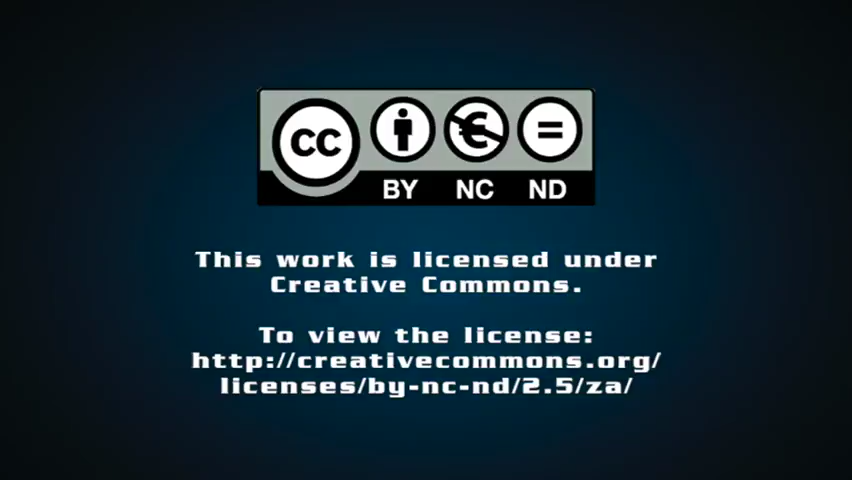 CC
BY NC ND
This work is licensed under
Creative Commons.
To view the license:
http://creativecommons.org/
licenses/by-nc-nd/2.5/za/